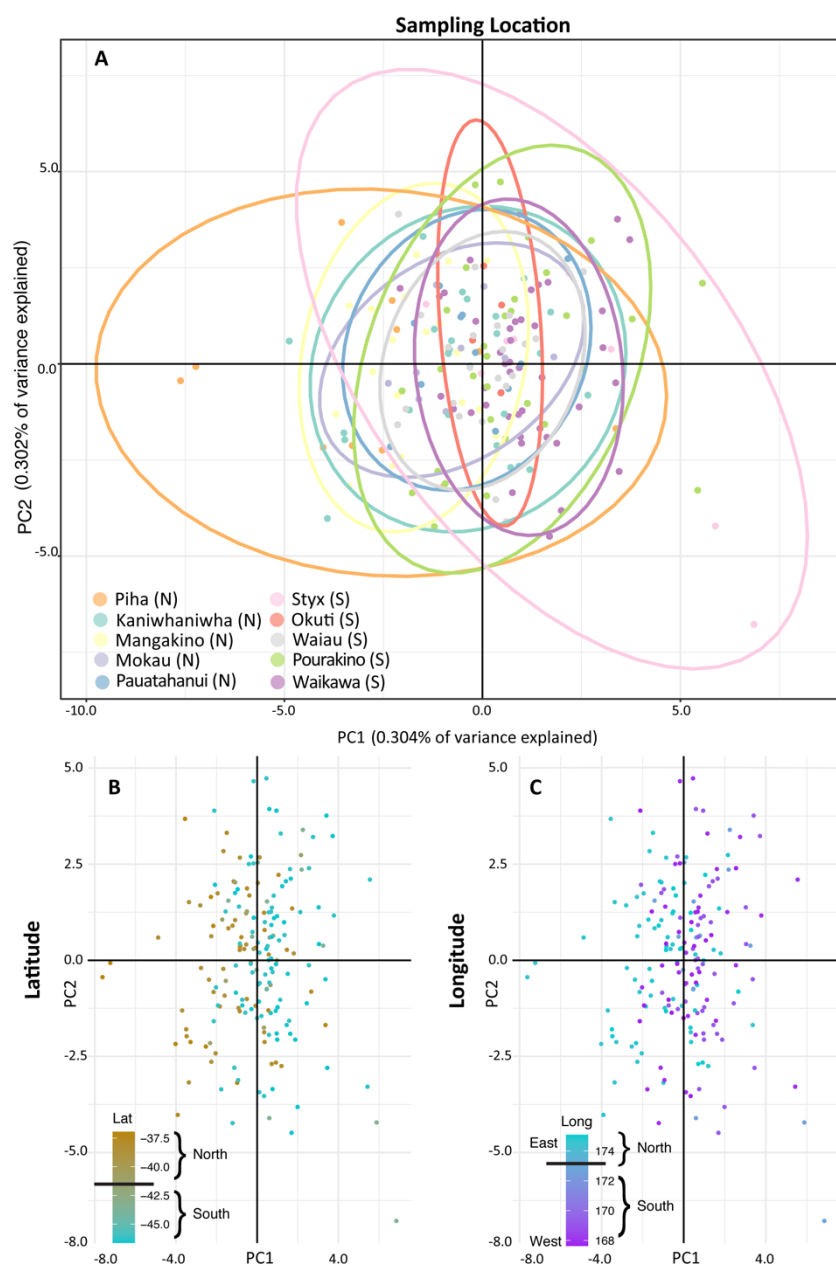 Sampling Location
A
5.0
0.0
-5.0
PC2 (0.302% of variance explained)
Piha (N)
Kaniwhaniwha (N)
Mangakino (N)
Mokau (N)
Pauatahanui (N)
Styx (S)
Okuti (S)
Waiau (S)
Pourakino (S)
Waikawa (S)
-10.0 -5.0 0.0 5.0
PC1 (0.304% of variance explained)
B
5.0
2.5
0.0
-2.5
-5.0
-8.0
Latitude
PC2
Lat
-37.5
-40.0
-42.5
-45.0
North
South
-8.0 -4.0 PC1 4.0
C
5.0
2.5
0.0
-2.5
-5.0
-8.0
Longitude
PC2
Long
East
West
174
172
170
168
North
South
-8.0 -4.0 PC1 4.0